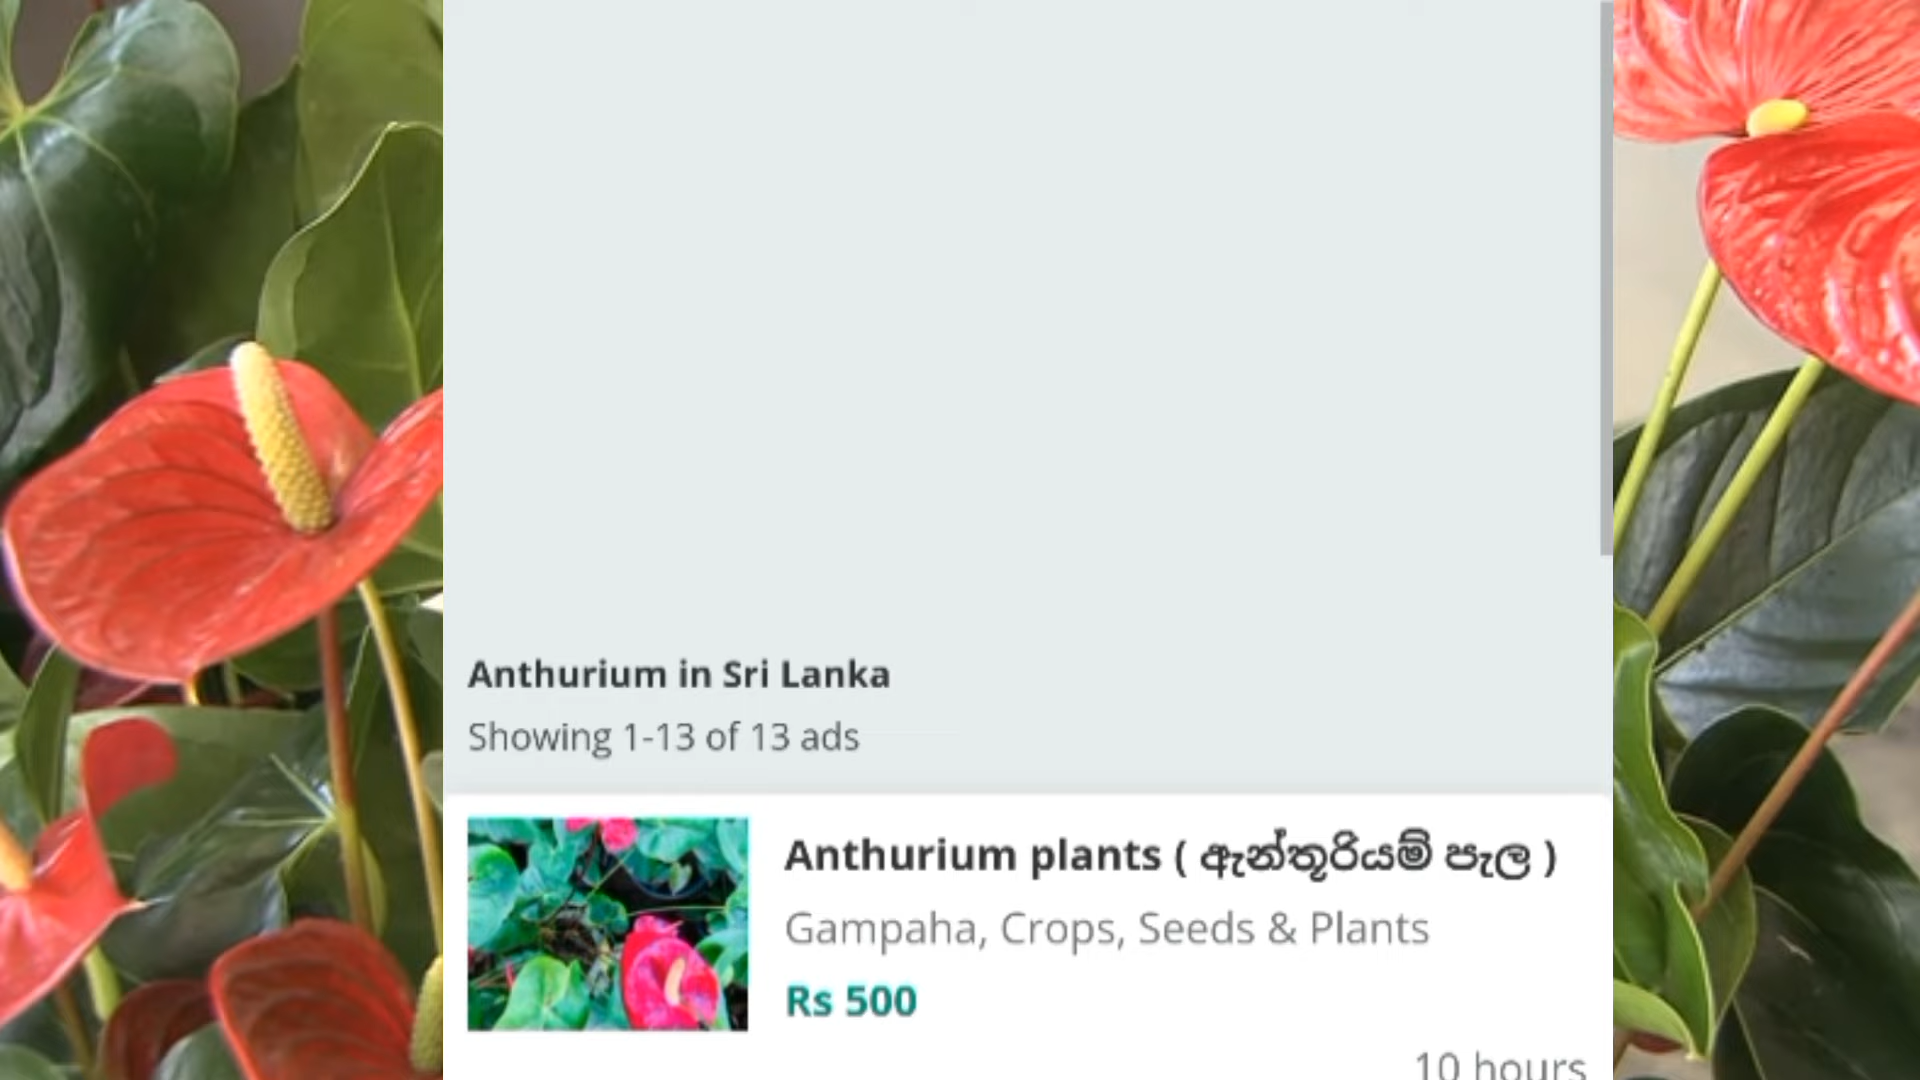 Anthurium in Sri Lanka
Showing 1-13 of 13 ads
Anthurium plants ( ඇන්තූරියම් පැල )
Gampaha, Crops, Seeds & Plants
Rs 500
10 hours